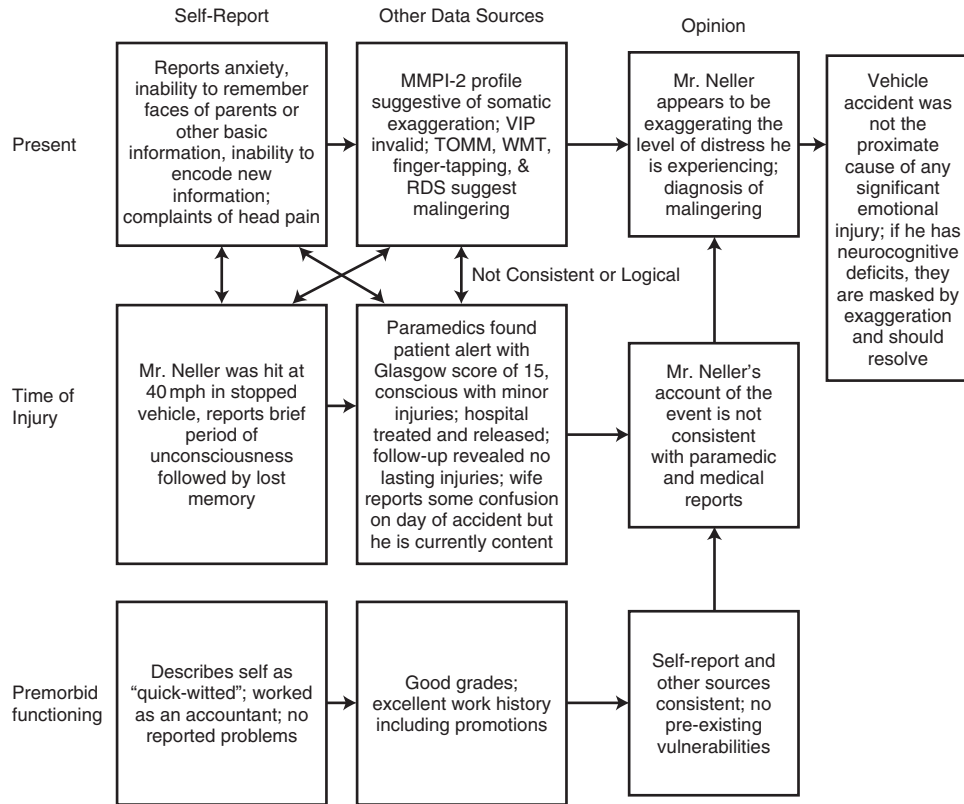 Self-Report
Other Data Sources
Opinion
Present
Reports anxiety,
inability to remember
faces of parents or
other basic
information, inability to
encode new
information;
complaints of head pain
MMPI-2 profile
suggestive of somatic
exaggeration; VIP
invalid; TOMM, WMT,
finger-tapping, &
RDS suggest
malingering
Mr. Neller
appears to be
exaggerating the
level of distress he
is experiencing;
diagnosis of
malingering
Vehicle
accident was
not the
proximate
cause of any
significant
emotional
injury; if he has
neurocognitive
deficits, they
are masked by
exaggeration
and should
resolve
Not Consistent or Logical
Time of
Injury
Mr. Neller was hit at
40 mph in stopped
vehicle, reports brief
period of
unconsciousness
followed by lost
memory
Paramedics found
patient alert with
Glasgow score of 15,
conscious with minor
injuries; hospital
treated and released;
follow-up revealed no
lasting injuries; wife
reports some confusion
on day of accident but
he is currently content
Mr. Neller's
account of the
event is not
consistent
with paramedic
and medical
reports
Premorbid
functioning
Describes self as
“quick-witted”; worked
as an accountant; no
reported problems
Good grades;
excellent work history
including promotions
Self-report and
other sources
consistent; no
pre-existing
vulnerabilities